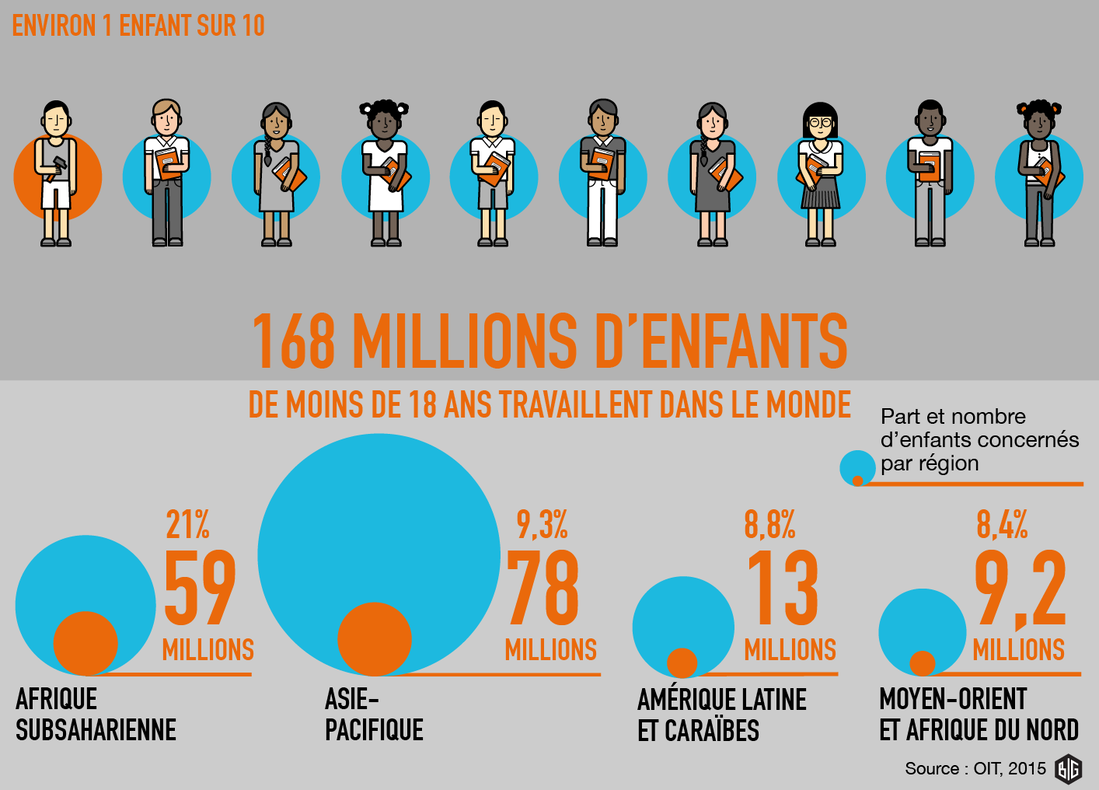 ENVIRON 1 ENFANT SUR 10
168 MILLIONS D'ENFANTS
DE MOINS DE 18 ANS TRAVAILLENT DANS LE MONDE
Part et nombre
d'enfants concernés
par région
21%
59
MILLIONS
AFRIQUE
SUBSAHARIENNE
9,3%
78
MILLIONS
ASIE-
PACIFIQUE
8,8%
13
MILLIONS
AMÉRIQUE LATINE
ET CARAÏBES
8,4%
9,2
MILLIONS
MOYEN-ORIENT
ET AFRIQUE DU NORD
Source : OIT, 2015
BIG